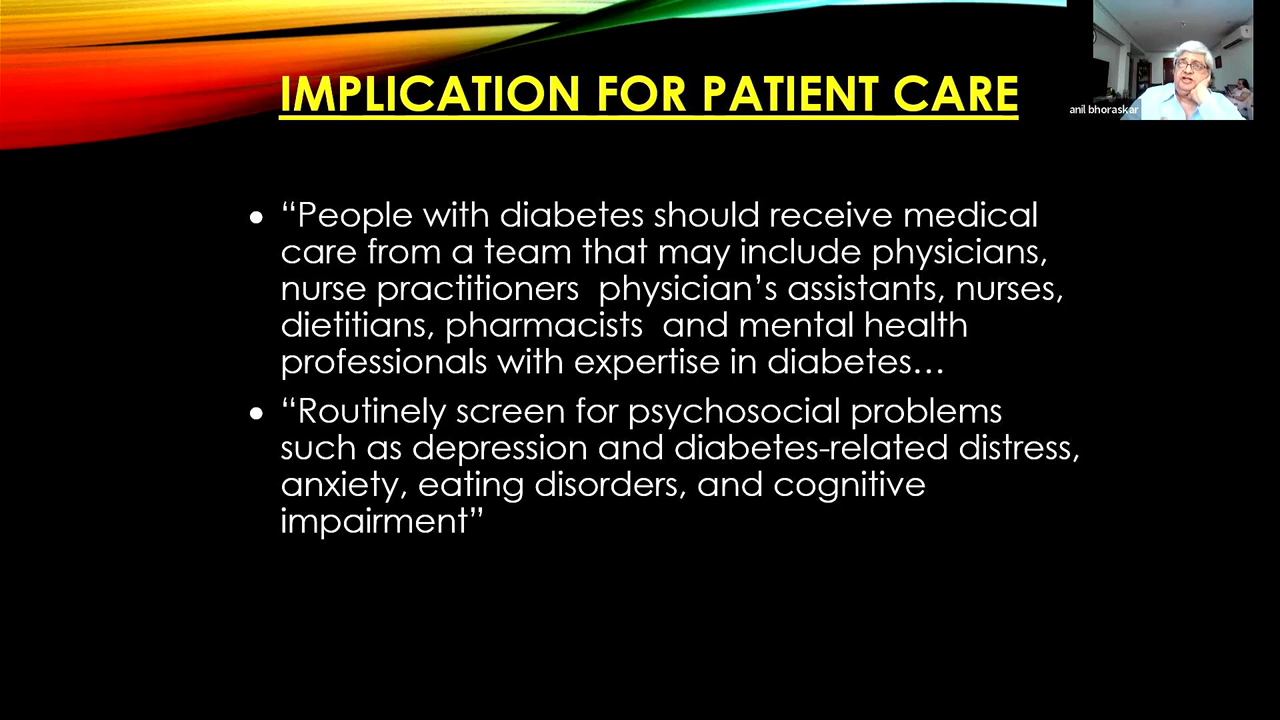 IMPLICATION FOR PATIENT CARE
anil bhoraskar
• “People with diabetes should receive medical
care from a team that may include physicians,
nurse practitioners  physician’s assistants, nurses,
dietitians, pharmacists  and mental health
professionals with expertise in diabetes…
• “Routinely screen for psychosocial problems
such as depression and diabetes-related distress,
anxiety, eating disorders, and cognitive
impairment”